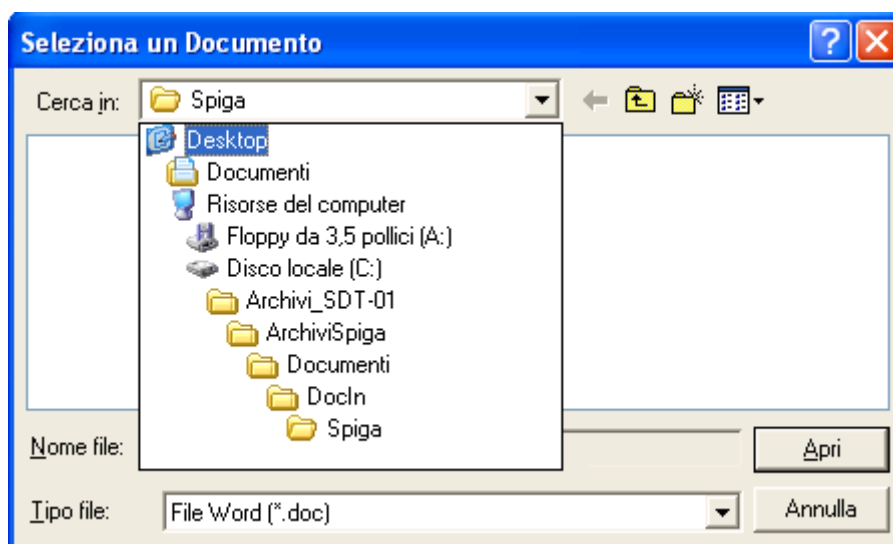 Seleziona un Documento
Cerca in: Spiga
Desktop
Documenti
Risorse del computer
Floppy da 3,5 pollici (A:)
Disco locale (C:)
Archivi_SDT-01
ArchiviSpiga
Documenti
DocIn
Spiga
Nome file: Apri
Tipo file: File Word (*.doc) Annulla